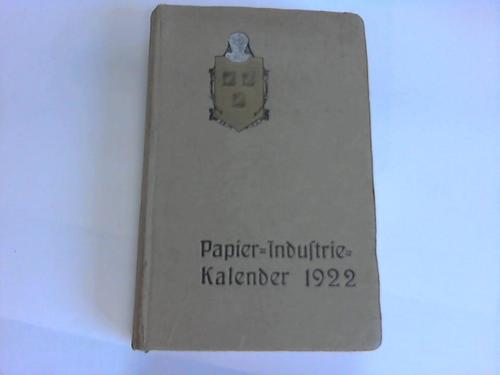 Papier=Induſtrie=
Kalender 1922